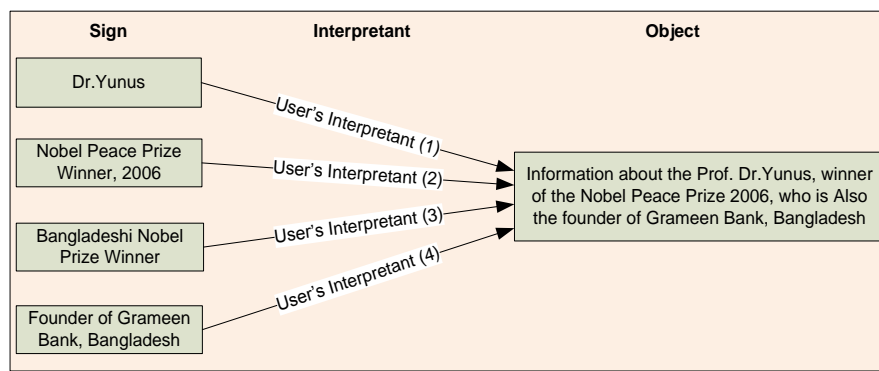 Sign Interpretant Object
Dr.Yunus
User's Interpretant (1)
Nobel Peace Prize
Winner, 2006
User's Interpretant (2)
Bangladeshi Nobel
Prize Winner
User's Interpretant (3)
Founder of Grameen
Bank, Bangladesh
User's Interpretant (4)
Information about the Prof. Dr.Yunus, winner
of the Nobel Peace Prize 2006, who is Also
the founder of Grameen Bank, Bangladesh